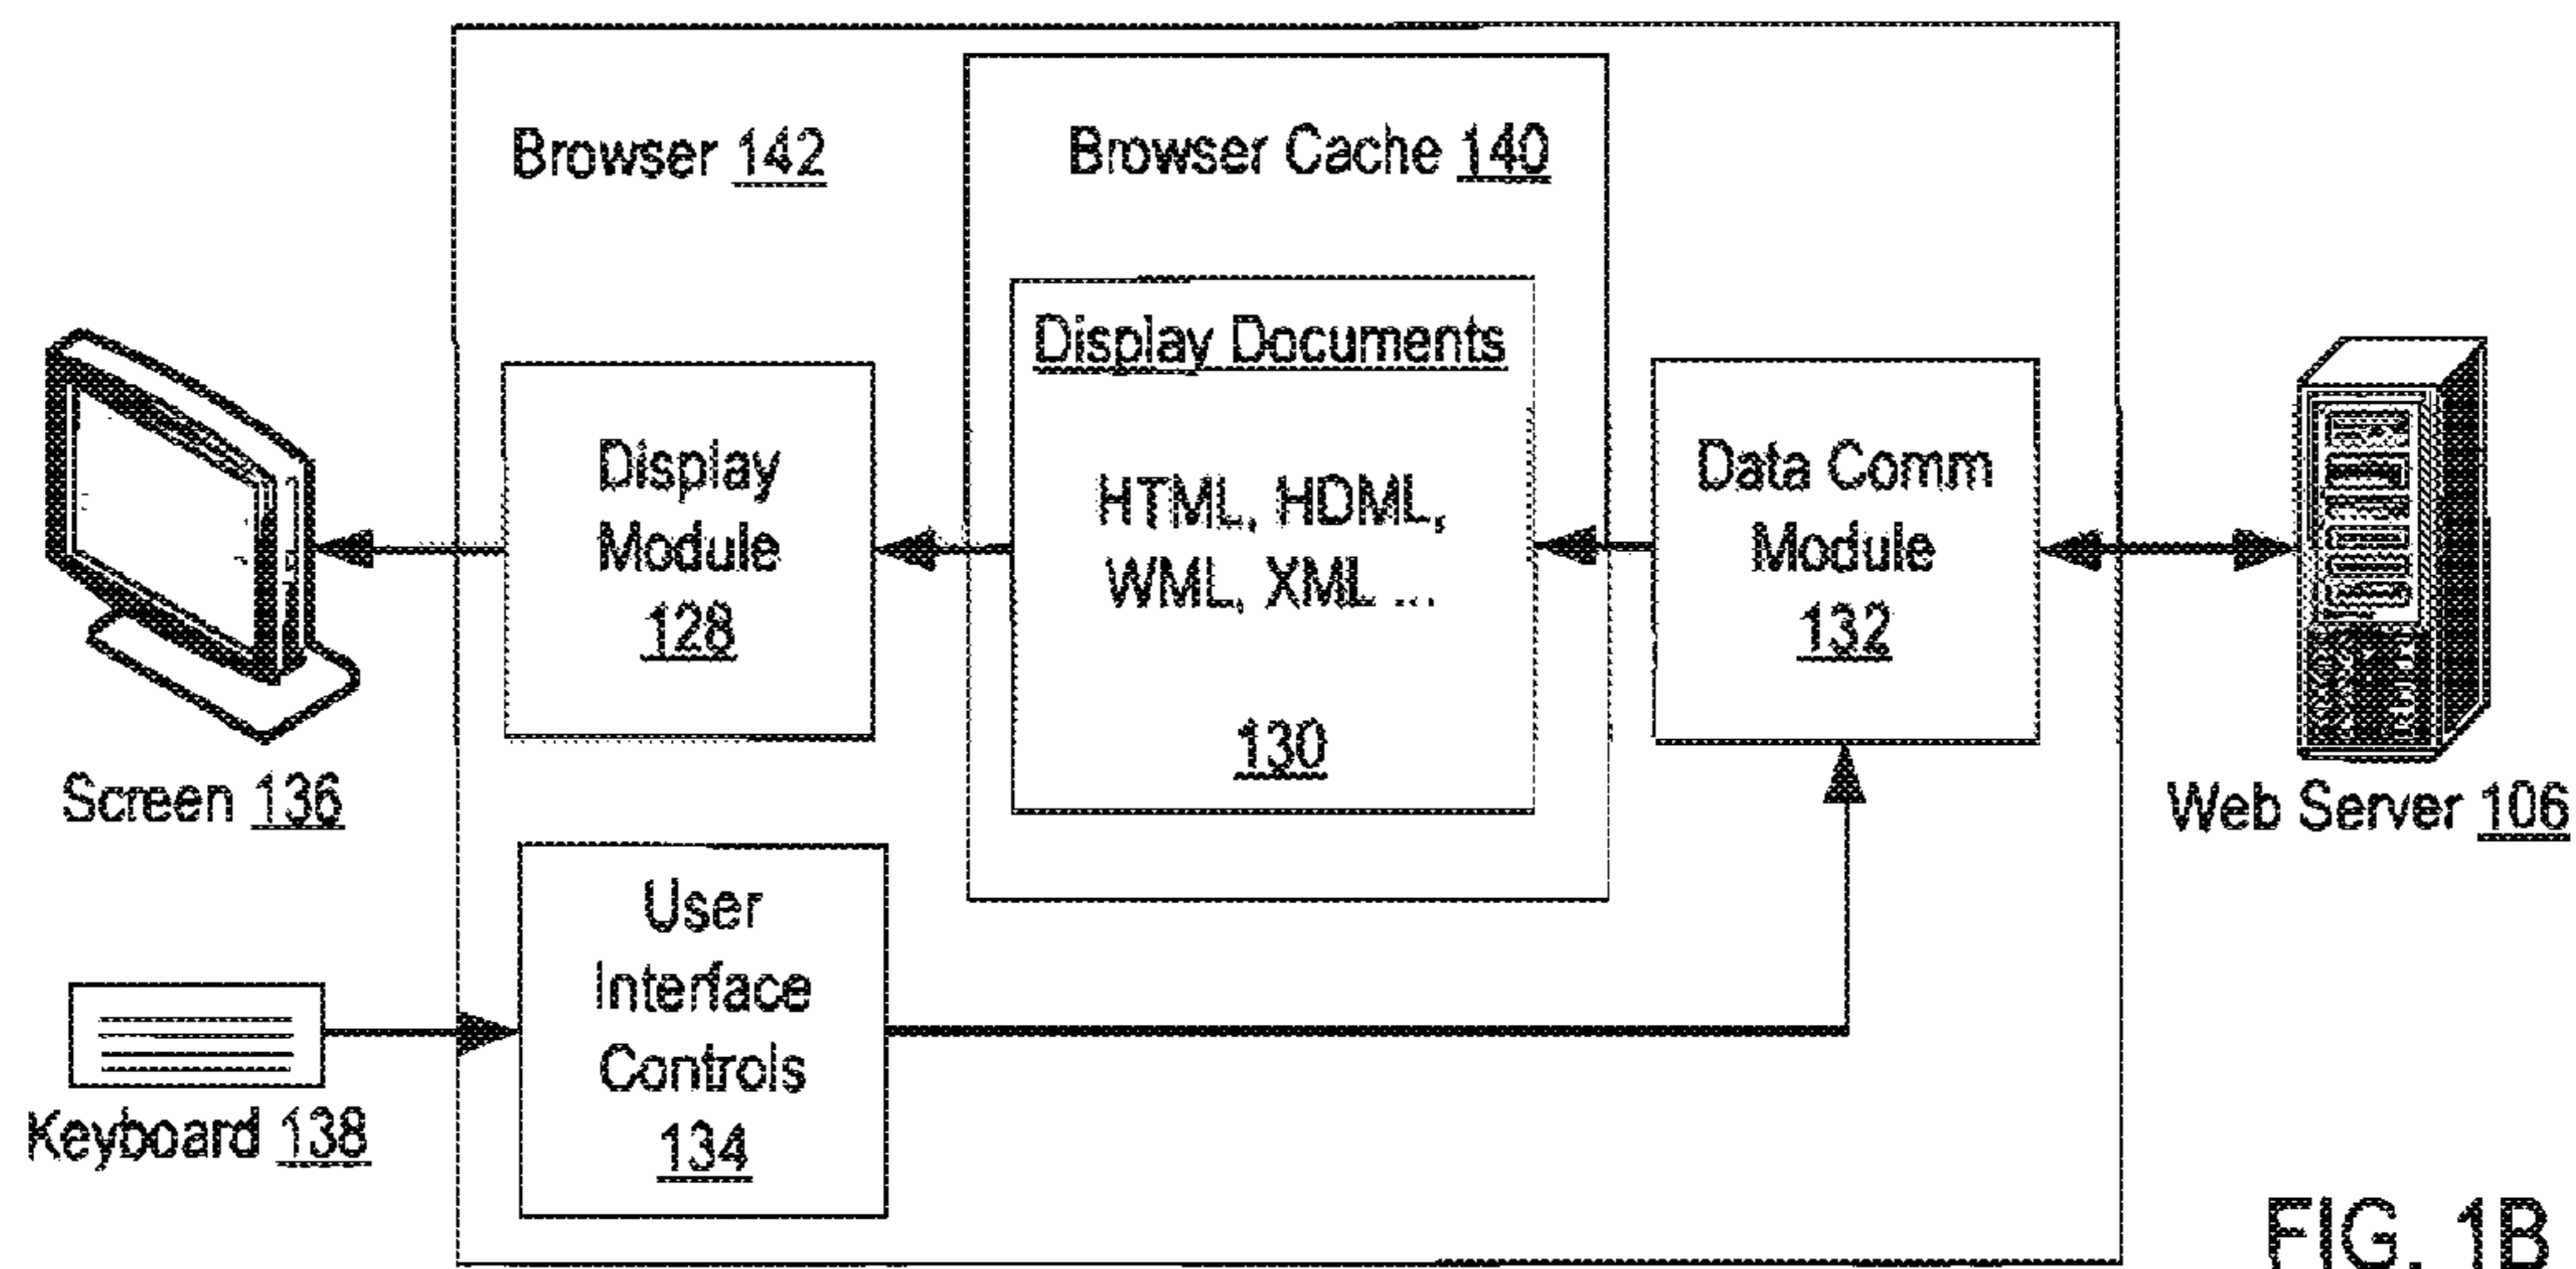 Browser 142
Browser Cache 140
Display Documents
HTML, HDML,
WML, XML ...
130
Display
Module
128
Data Comm
Module
132
Screen 136
Web Server 106
User
Interface
Controls
134
Keyboard 138
FIG. 1B